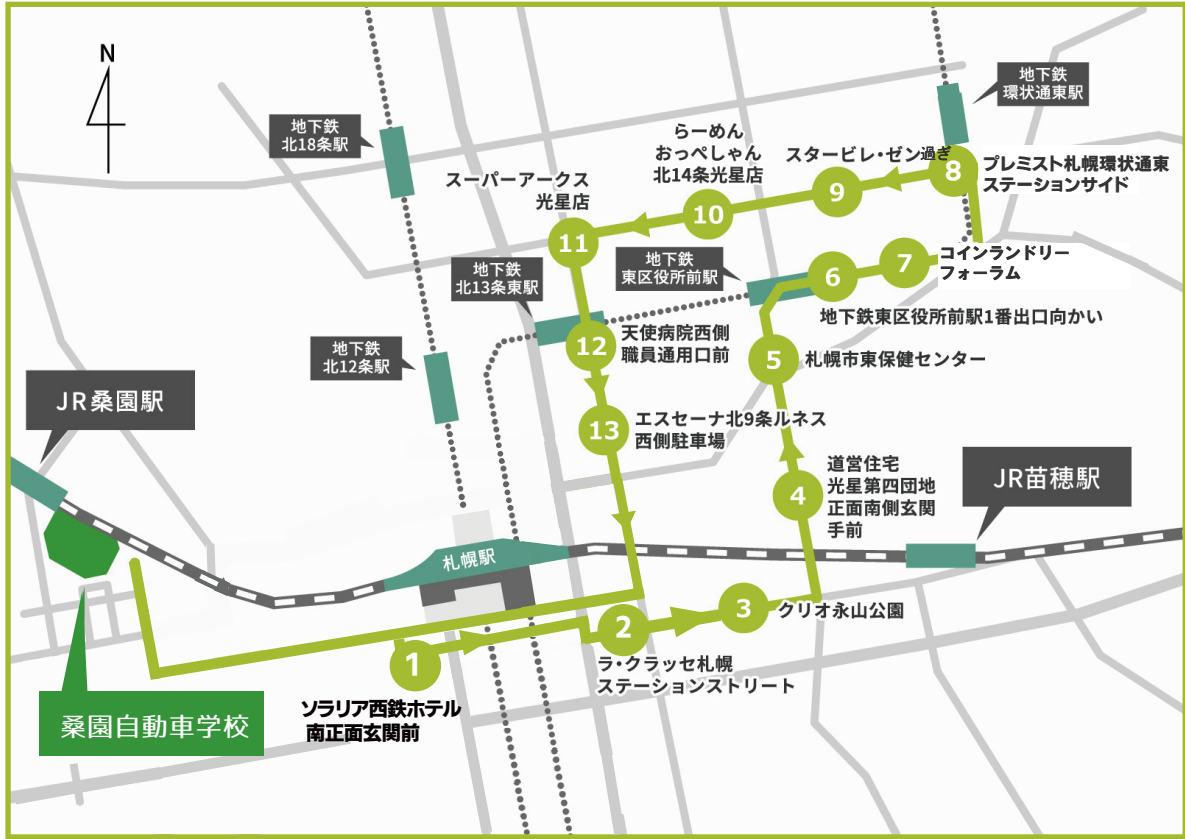 N
地下鉄
北18条駅
地下鉄
環状通東駅
らーめん
おっぺしゃん
北14条光星店
スタービレ・ゼン過ぎ
プレミスト札幌環状通東
ステーションサイド
スーパーアークス
光星店
8
9
10
11
地下鉄
北13条東駅
地下鉄
東区役所前駅
コインランドリー
フォーラム
7
6
地下鉄東区役所前駅1番出口向かい
12
天使病院西側
職員通用口前
5
札幌市東保健センター
地下鉄
北12条駅
JR桑園駅
13
エスセーナ北9条ルネス
西側駐車場
4
道営住宅
光星第四団地
正面南側玄関
手前
JR苗穂駅
札幌駅
3
クリオ永山公園
2
ラ・クラッセ札幌
ステーションストリート
1
ソラリア西鉄ホテル
南正面玄関前
桑園自動車学校